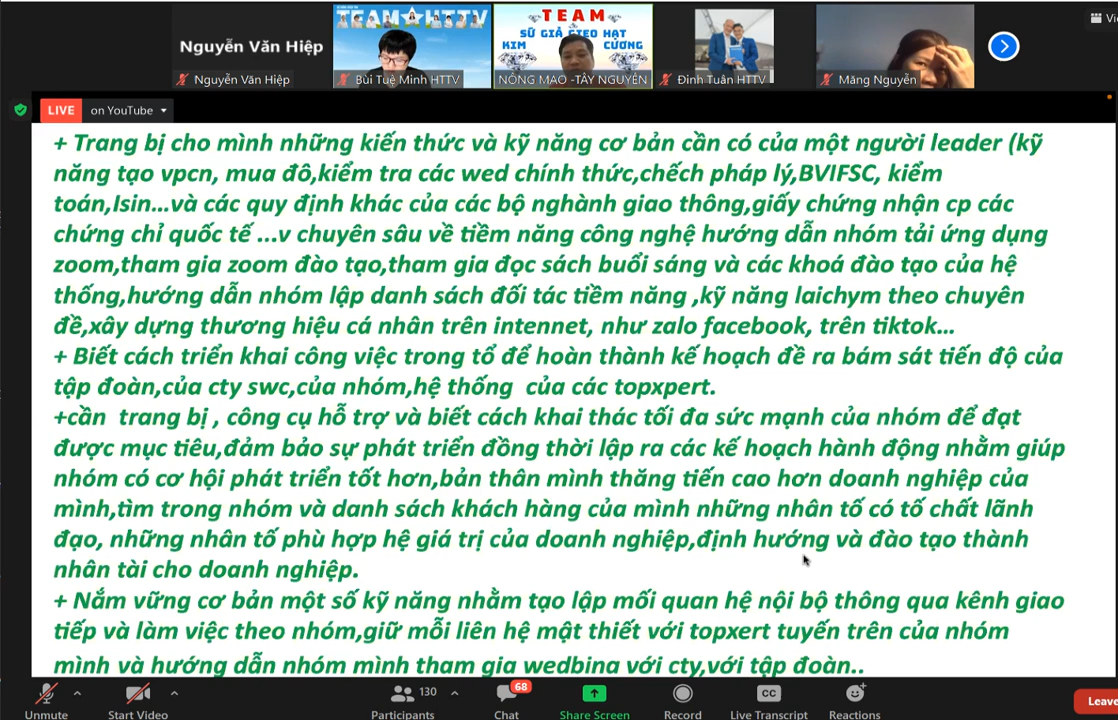 TEAM★HTTV
TEAM
SỨ GIẢ GIEO HẠT
KIM CƯƠNG
Nguyễn Văn Hiệp
Nguyễn Văn Hiệp
Bùi Tuệ Minh HTTV
NÔNG MAO -TÂY NGUYÊN
Đinh Tuân HTTV
Măng Nguyễn
Vi
LIVE on YouTube
+ Trang bị cho mình những kiến thức và kỹ năng cơ bản cần có của một người leader (kỹ
năng tạo vpcn, mua đô,kiểm tra các wed chính thức,chếch pháp lý,BVIFSC, kiểm
toán,Isin...và các quy định khác của các bộ nghành giao thông,giấy chứng nhận cp các
chứng chỉ quốc tế ...v chuyên sâu về tiềm năng công nghệ hướng dẫn nhóm tải ứng dụng
zoom,tham gia zoom đào tạo,tham gia đọc sách buổi sáng và các khoá đào tạo của hệ
thống,hướng dẫn nhóm lập danh sách đối tác tiềm năng ,kỹ năng laichym theo chuyên
đề,xây dựng thương hiệu cá nhân trên intennet, như zalo facebook, trên tiktok...
+ Biết cách triển khai công việc trong tổ để hoàn thành kế hoạch đề ra bám sát tiến độ của
tập đoàn,của cty swc,của nhóm,hệ thống của các topxpert.
+cần trang bị , công cụ hỗ trợ và biết cách khai thác tối đa sức mạnh của nhóm để đạt
được mục tiêu,đảm bảo sự phát triển đồng thời lập ra các kế hoạch hành động nhằm giúp
nhóm có cơ hội phát triển tốt hơn,bản thân mình thăng tiến cao hơn doanh nghiệp của
mình,tìm trong nhóm và danh sách khách hàng của mình những nhân tố có tố chất lãnh
đạo, những nhân tố phù hợp hệ giá trị của doanh nghiệp,định hướng và đào tạo thành
nhân tài cho doanh nghiệp.
+ Nắm vững cơ bản một số kỹ năng nhằm tạo lập mối quan hệ nội bộ thông qua kênh giao
tiếp và làm việc theo nhóm,giữ mỗi liên hệ mật thiết với topxert tuyến trên của nhóm
mình và hướng dẫn nhóm mình tham gia wedbina với cty,với tập đoàn..
130
68
CC
Unmute
Start Video
Participants
Chat
Share Screen
Record
Live Transcript
Reactions
Leave